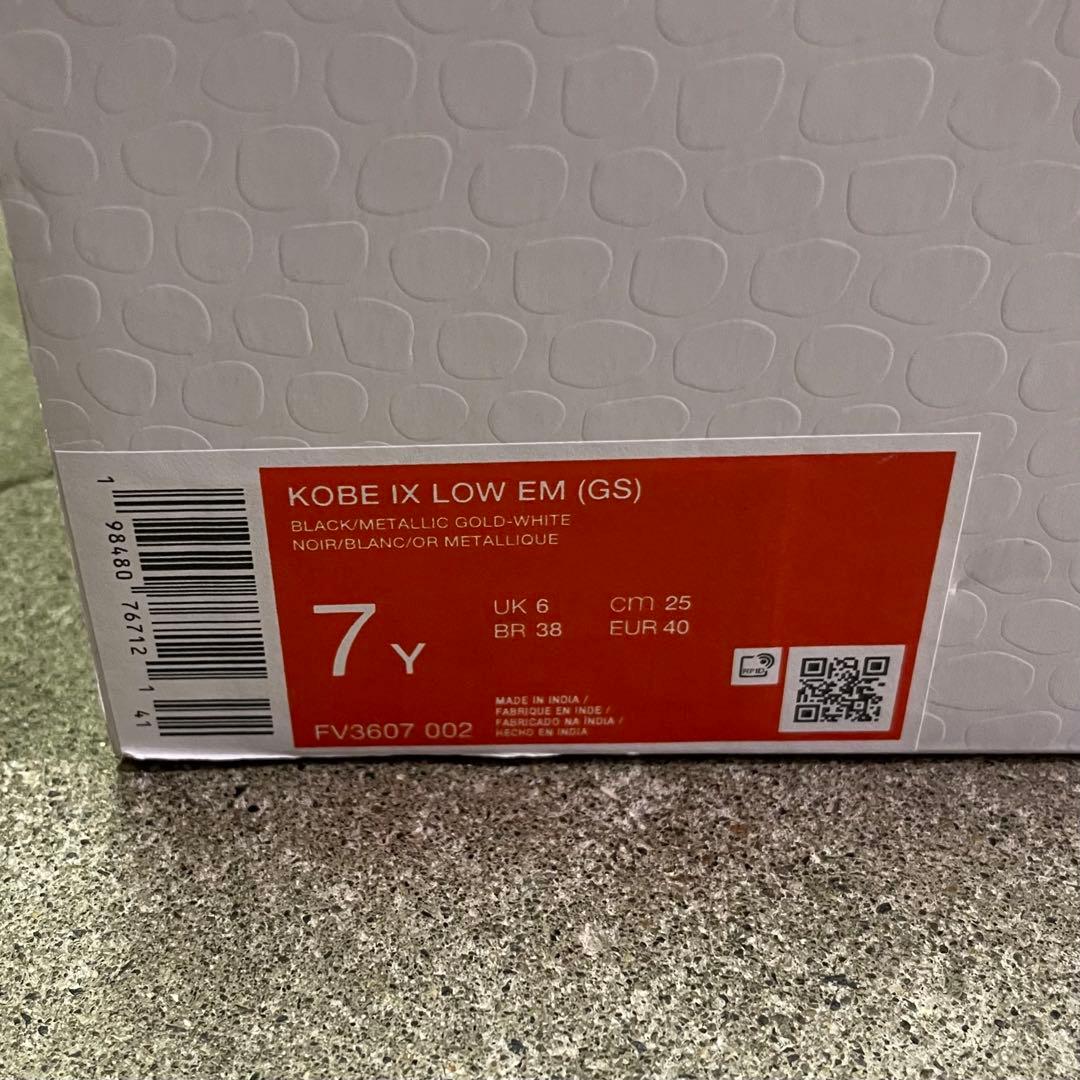 KOBE IX LOW EM (GS)
BLACK/METALLIC GOLD-WHITE
NOIR/BLANC/OR METALLIQUE
7 Y
UK 6 cm 25
BR 38 EUR 40
FV3607 002
MADE IN INDIA /
FABRIQUE EN INDE /
FABRICADO NA ÍNDIA /
HECHO EN INDIA
RFID
1 98480 76712 1 41